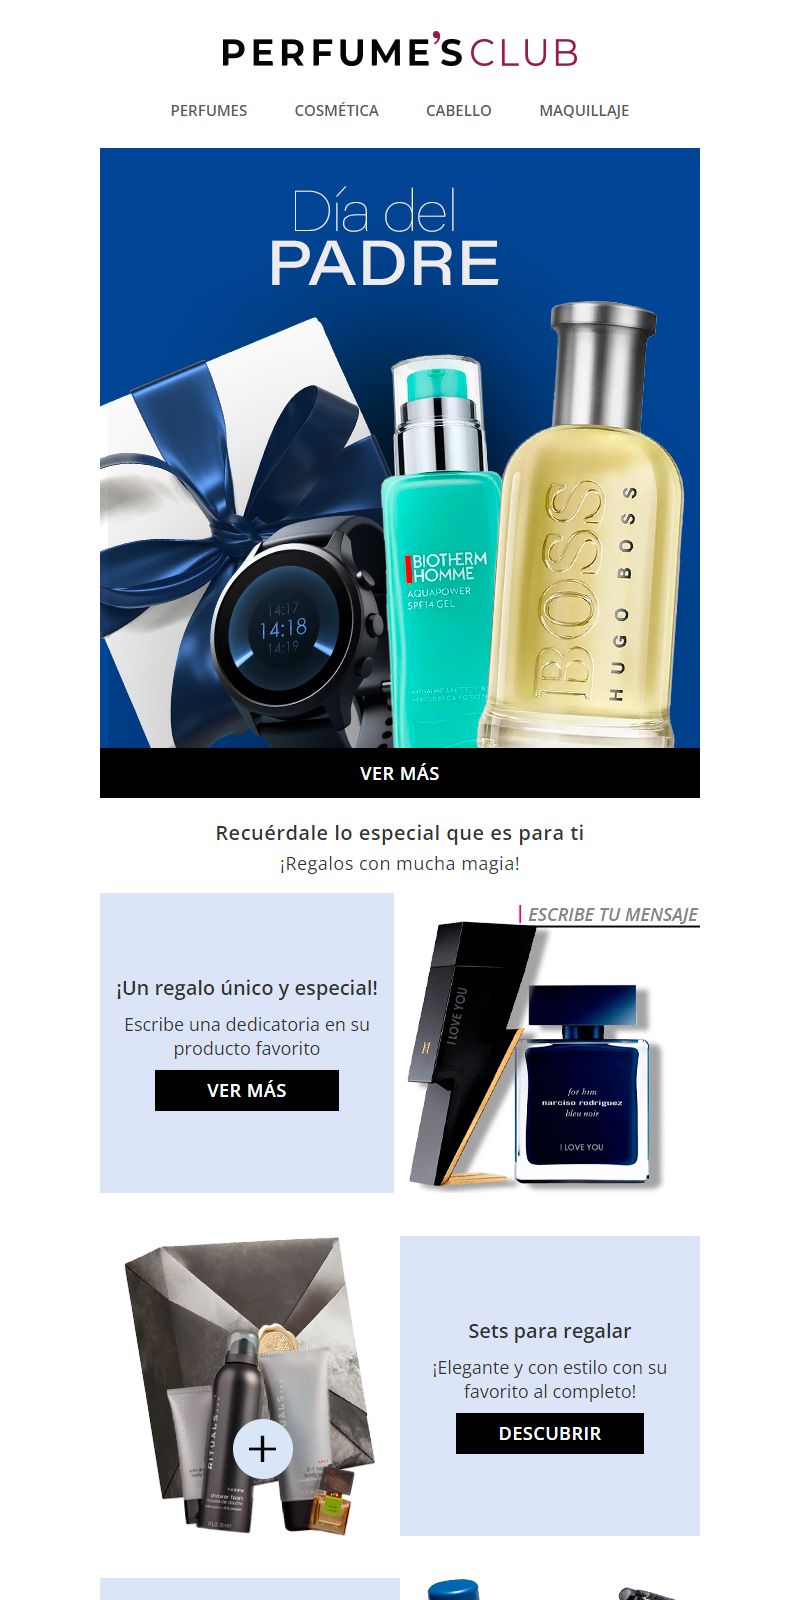 PERFUME'S CLUB
PERFUMES COSMÉTICA CABELLO MAQUILLAJE
Día del
PADRE
14:17
14:18
14:19
BIOTHERM
HOMME
AQUAPOWER
SPF14 GEL
BOSS
HUGO BOSS
VER MÁS
Recuérdale lo especial que es para ti
¡Regalos con mucha magia!
¡Un regalo único y especial!
Escribe una dedicatoria en su
producto favorito
VER MÁS
ESCRIBE TU MENSAJE
I LOVE YOU
for him
narciso rodriguez
bleu noir
I LOVE YOU
RITUALS...
homme
shower foam
Sets para regalar
¡Elegante y con estilo con su
favorito al completo!
DESCUBRIR